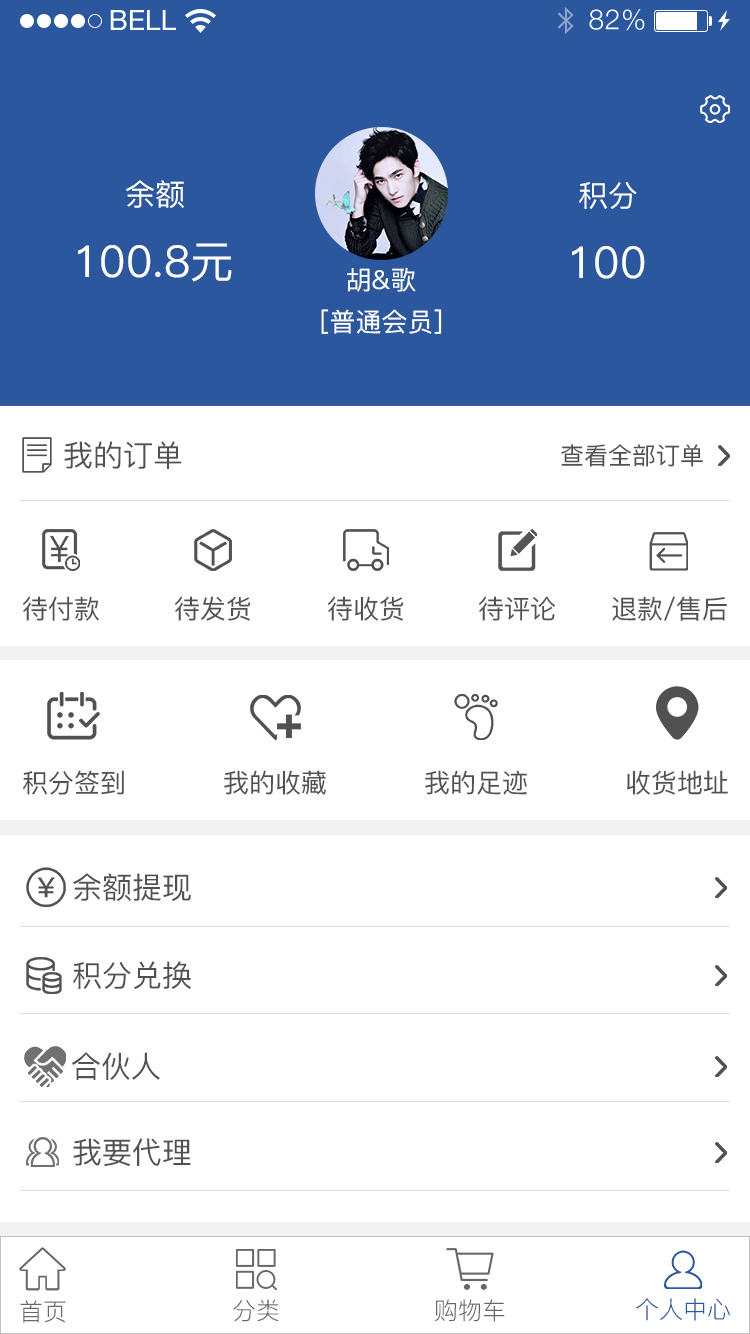 BELL 82%
余额
积分
100.8元
100
胡&歌
[普通会员]
我的订单 查看全部订单
待付款 待发货 待收货 待评论 退款/售后
积分签到 我的收藏 我的足迹 收货地址
余额提现
积分兑换
合伙人
我要代理
首页 分类 购物车 个人中心